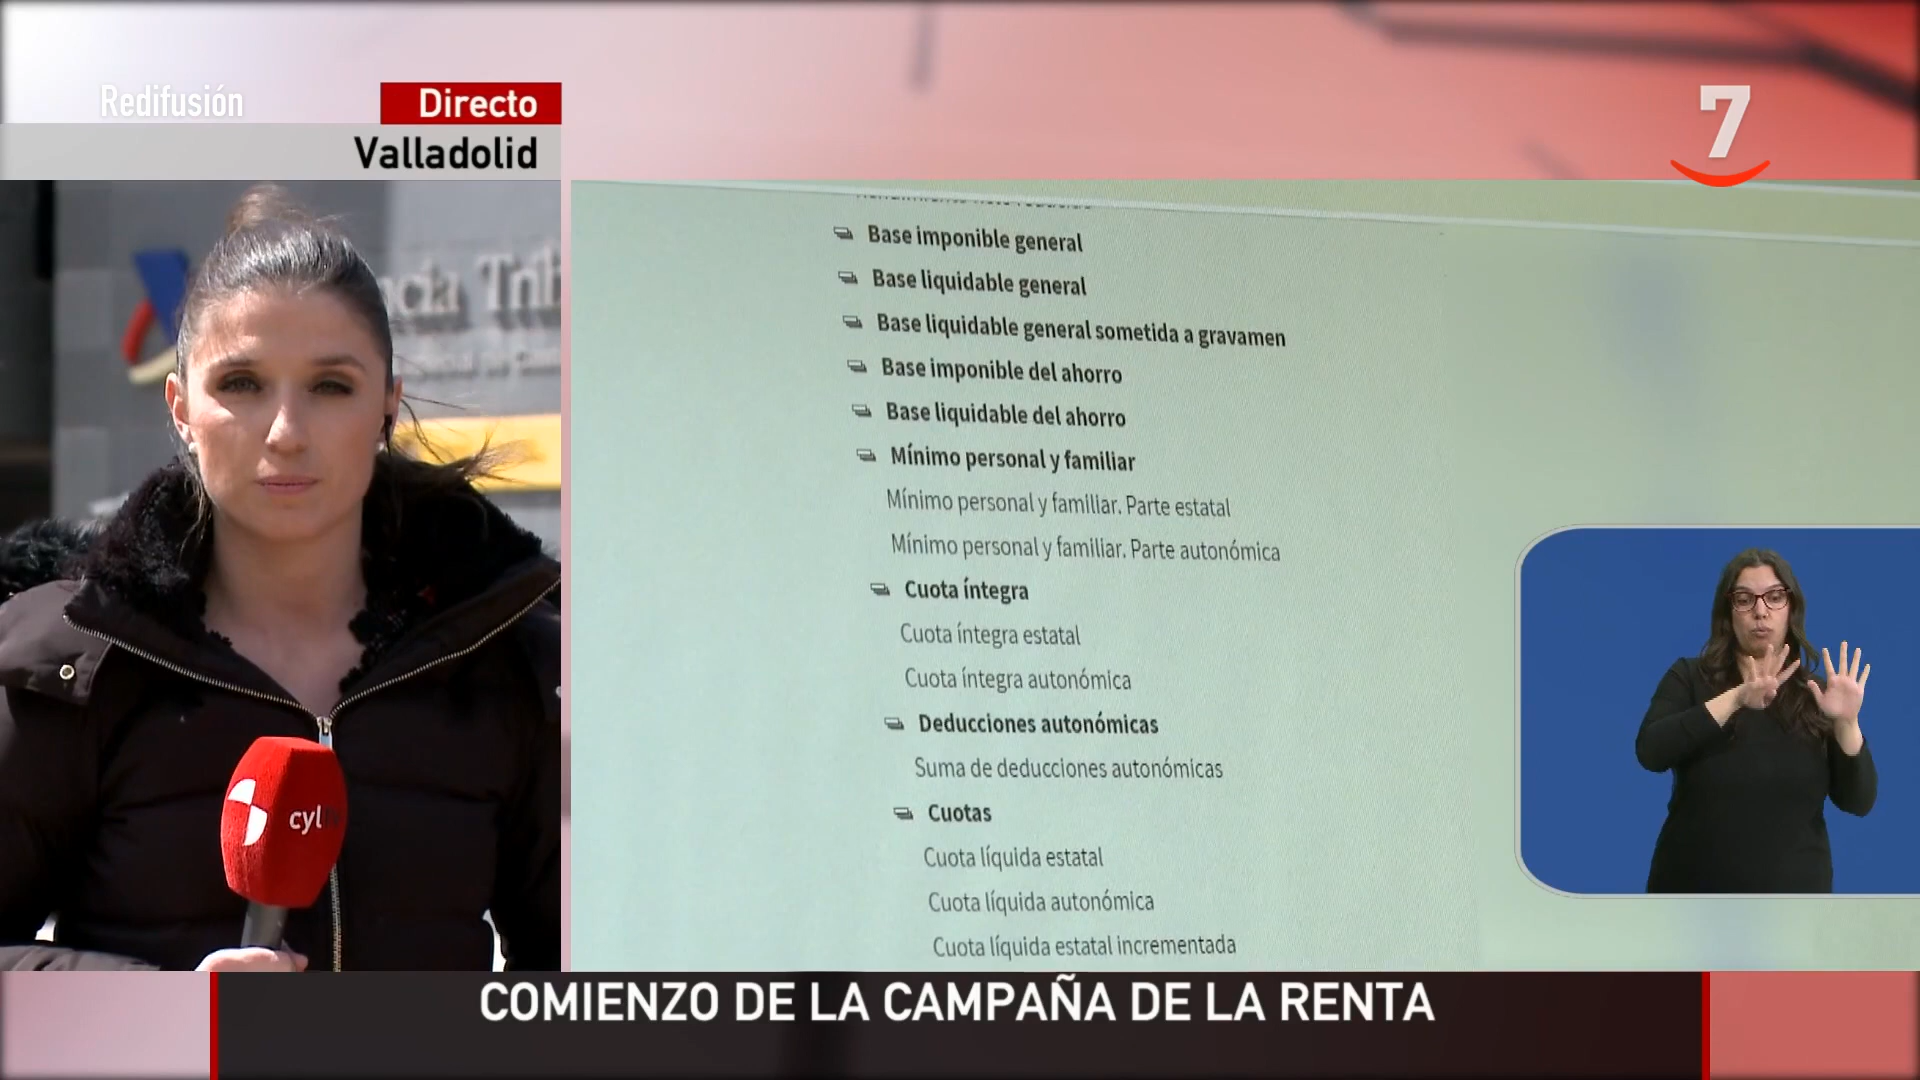 Redifusión
Directo
Valladolid
7
Base imponible general
Base liquidable general
Base liquidable general sometida a gravamen
Base imponible del ahorro
Base liquidable del ahorro
Mínimo personal y familiar
Mínimo personal y familiar. Parte estatal
Mínimo personal y familiar. Parte autonómica
Cuota íntegra
Cuota íntegra estatal
Cuota íntegra autonómica
Deducciones autonómicas
Suma de deducciones autonómicas
Cuotas
Cuota líquida estatal
Cuota líquida autonómica
Cuota líquida estatal incrementada
cyl
COMIENZO DE LA CAMPAÑA DE LA RENTA